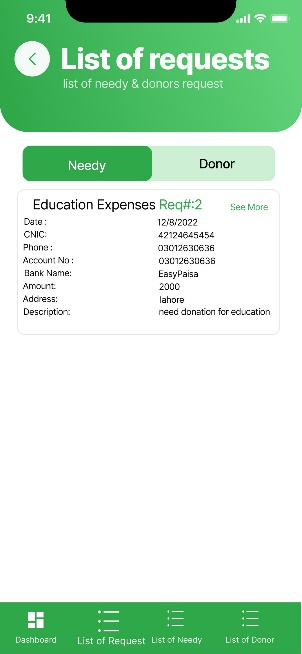 9:41
List of requests
list of needy & donors request
Needy Donor
Education Expenses Req#:2 See More
Date : 12/8/2022
CNIC: 42124645454
Phone : 03012630636
Account No : 03012630636
Bank Name: EasyPaisa
Amount: 2000
Address: lahore
Description: need donation for education
Dashboard List of Request List of Needy List of Donor